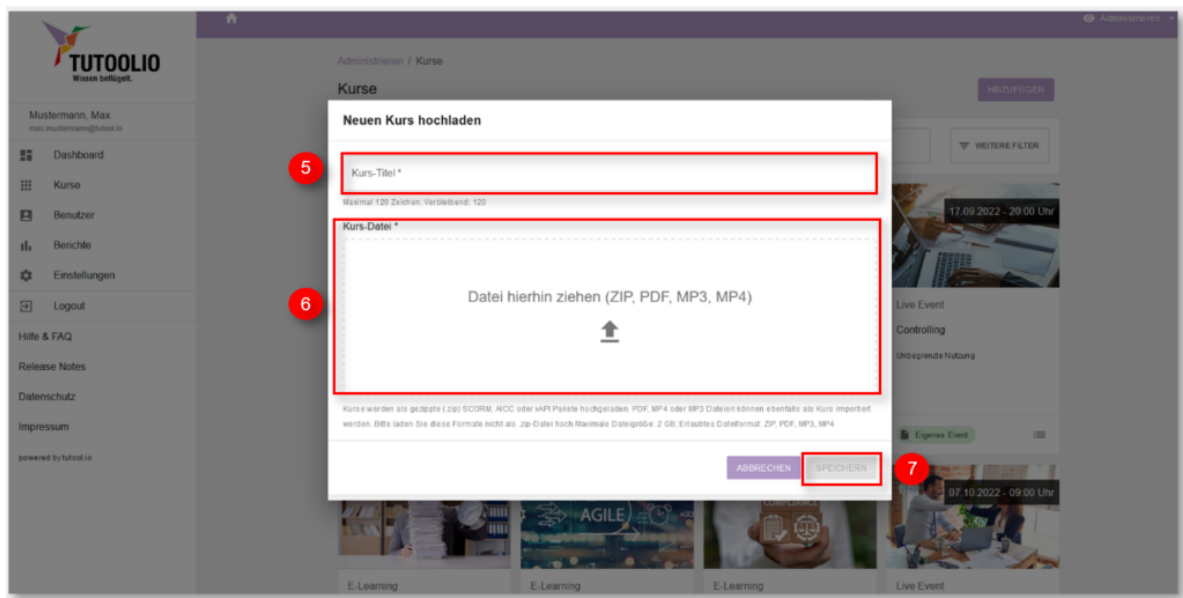 Administrieren
TUTOOLIO
Wissen beflügelt.
Mustermann, Max
max.mustermann@tutool.io
Dashboard
Kurse
Benutzer
Berichte
Einstellungen
Logout
Hilfe & FAQ
Release Notes
Datenschutz
Impressum
powered by tutool.io
Administrieren / Kurse
Kurse
HINZUFÜGEN
WEITERE FILTER
Neuen Kurs hochladen
5
Kurs-Titel *
Maximal 120 Zeichen. Verbleibend: 120
Kurs-Datei *
6
Datei hierhin ziehen (ZIP, PDF, MP3, MP4)
Kurse werden als gezippte (.zip) SCORM, AICC oder xAPI Pakete hochgeladen. PDF, MP4 oder MP3 Dateien können ebenfalls als Kurs importiert
werden. Bitte laden Sie diese Formate nicht als .zip-Datei hoch.Maximale Dateigröße: 2 GB; Erlaubtes Dateiformat: ZIP, PDF, MP3, MP4
ABBRECHEN
SPEICHERN
7
17.09.2022 - 20:00 Uhr
Live Event
Controlling
Unbegrenzte Nutzung
Eigenes Event
AGILE
COMPLIANCE
07.10.2022 - 09:00 Uhr
E-Learning
E-Learning
E-Learning
Live Event